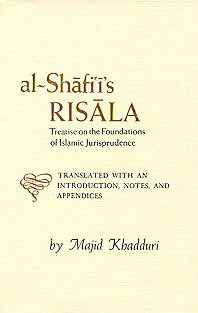 al-Shāfi'ī's
RISĀLA
Treatise on the Foundations
of Islamic Jurisprudence
TRANSLATED WITH AN
INTRODUCTION, NOTES, AND
APPENDICES
by Majid Khadduri